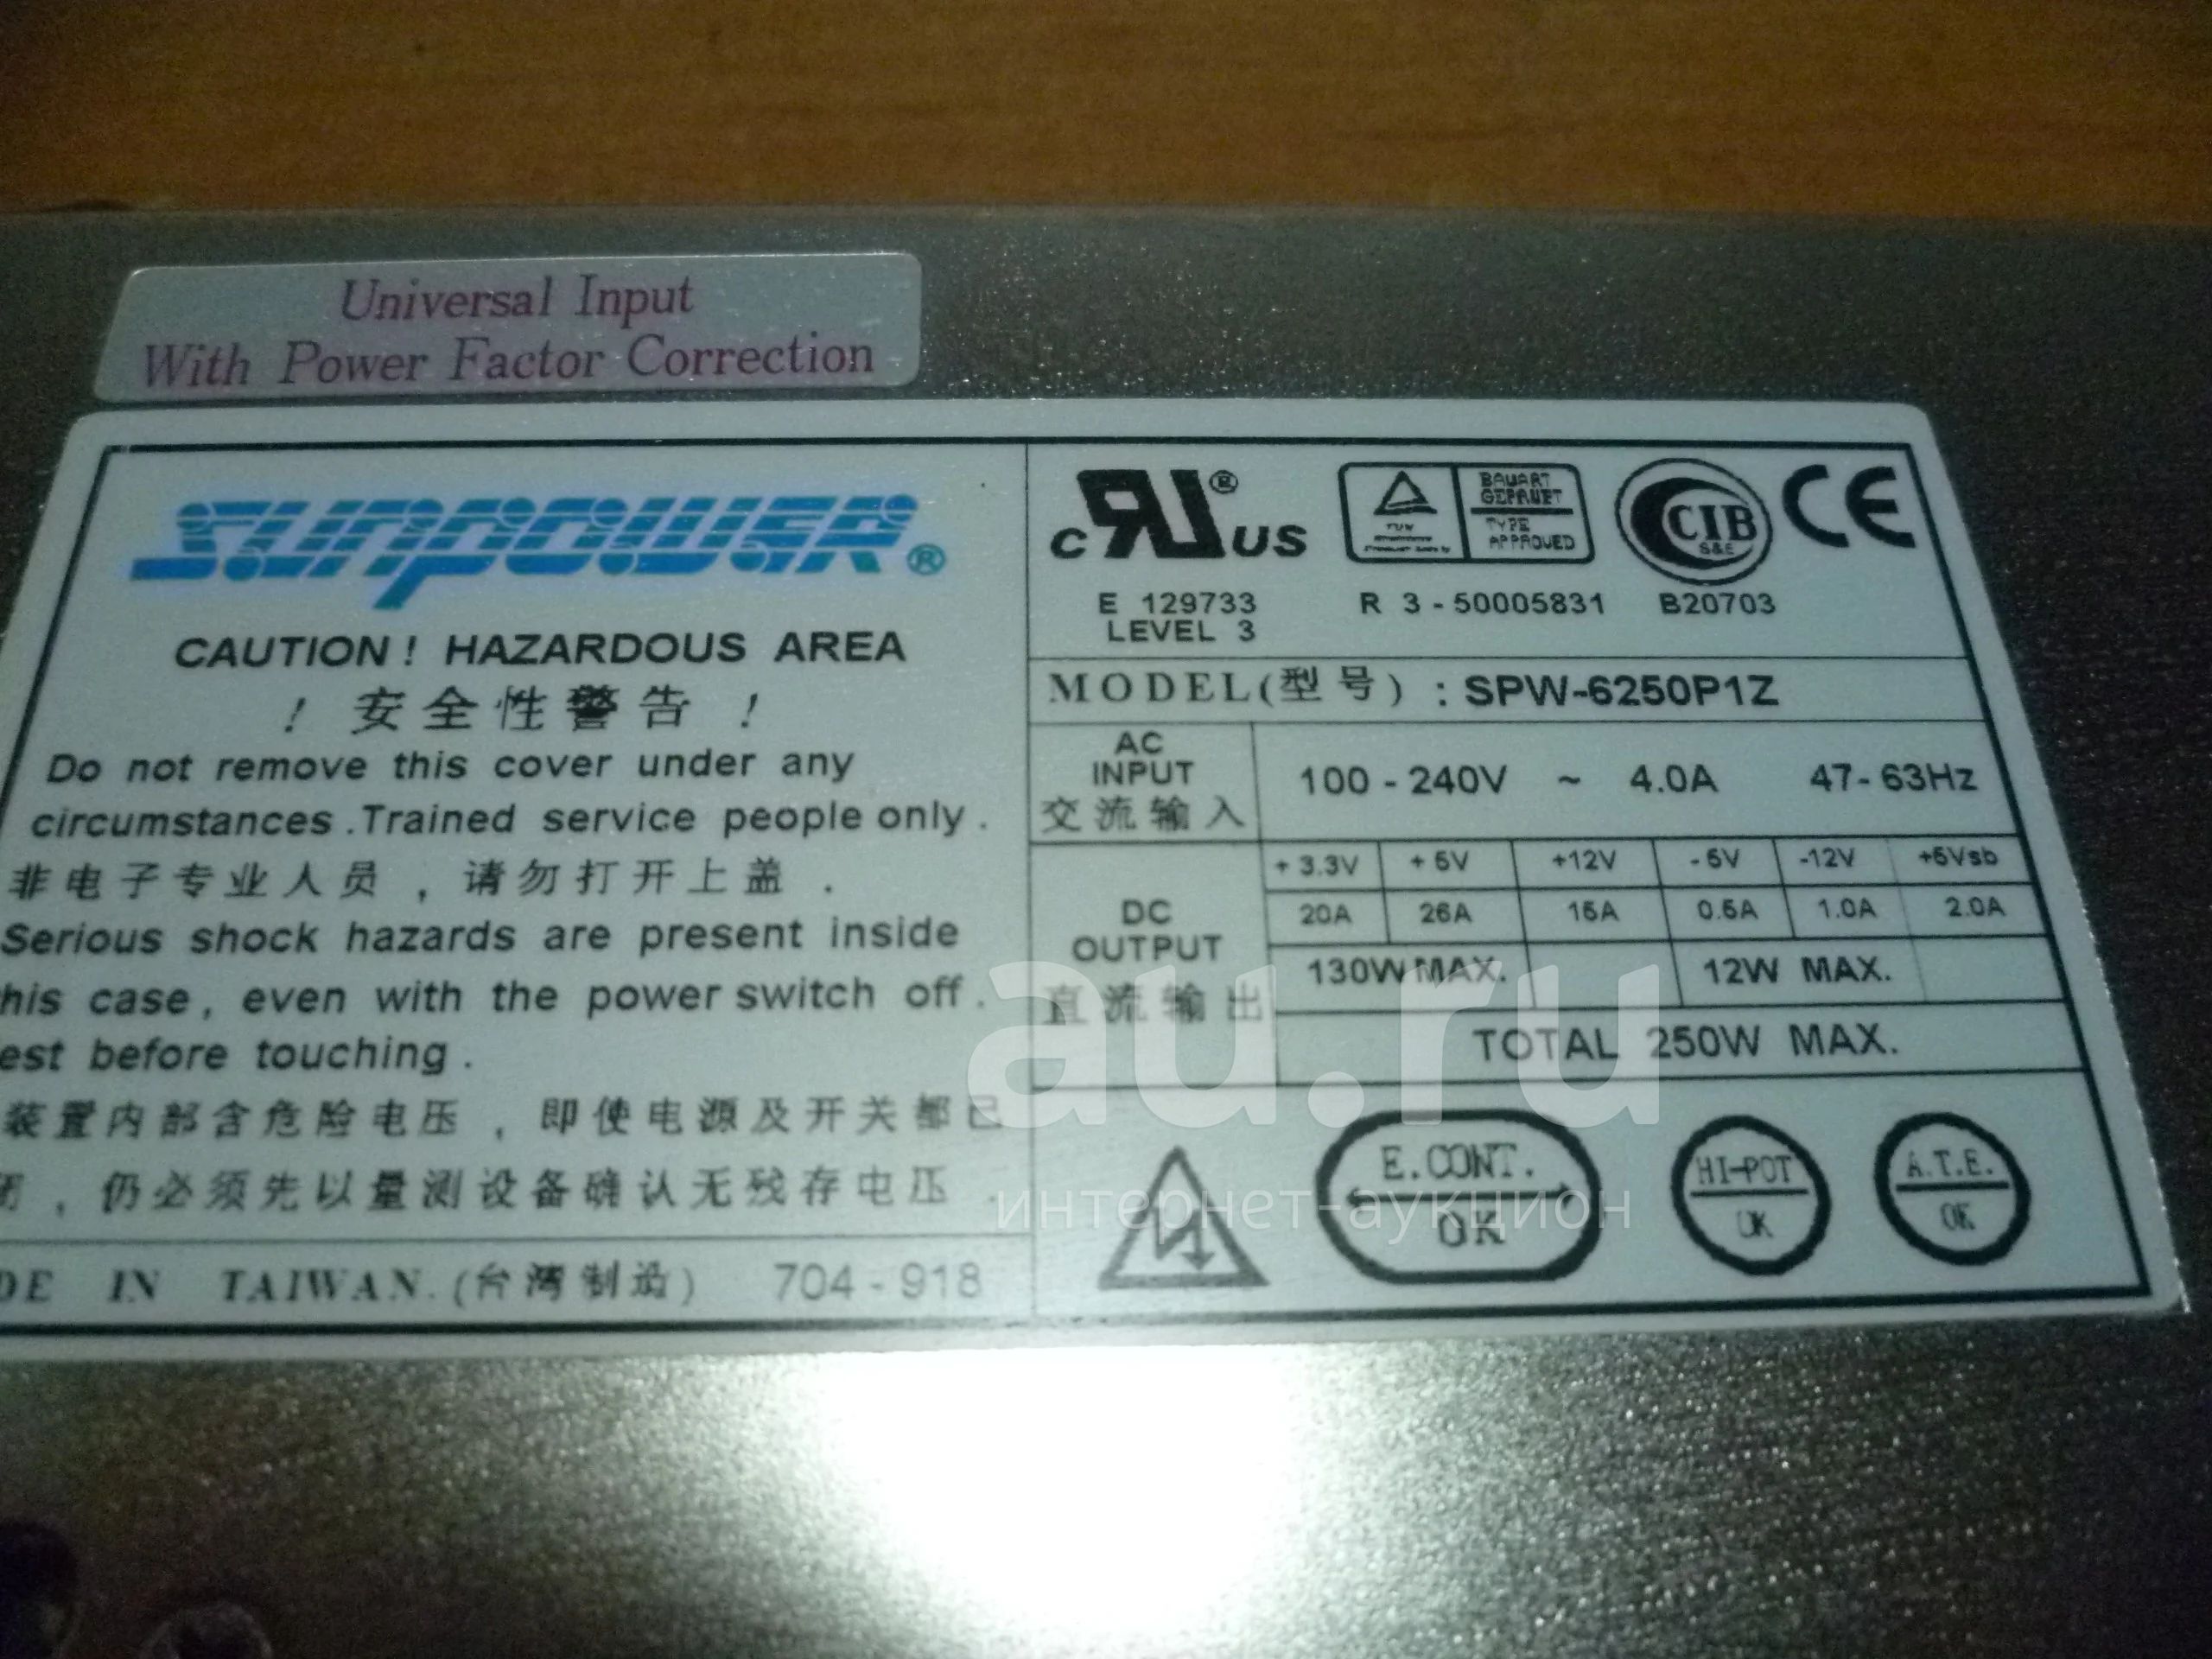 Universal Input
With Power Factor Correction
SUNPOWER®
CAUTION! HAZARDOUS AREA
! 安全性警告 !
Do not remove this cover under any
circumstances. Trained service people only.
非电子专业人员，请勿打开上盖.
Serious shock hazards are present inside
his case, even with the power switch off.
est before touching.
装置内部含危险电压，即使电源及开关都已
闭，仍必须先以量测设备确认无残存电压.
DE IN TAIWAN.(台湾制造) 704-918
c RU® US
BAUART
GEPRUEFT
TYPE
APPROVED
CIB
S&E
CE
E 129733
LEVEL 3
R 3-50005831
B20703
MODEL(型号) : SPW-6250P1Z
AC
INPUT
交流输入
100-240V ~ 4.0A 47-63Hz
DC
OUTPUT
直流输出
+3.3V +5V +12V -5V -12V +5Vsb
20A 25A 15A 0.5A 1.0A 2.0A
130W MAX. 12W MAX.
TOTAL 250W MAX.
E.CONT.
OK
HI-POT
OK
A.T.E.
OK
au.ru
интернет-аукцион